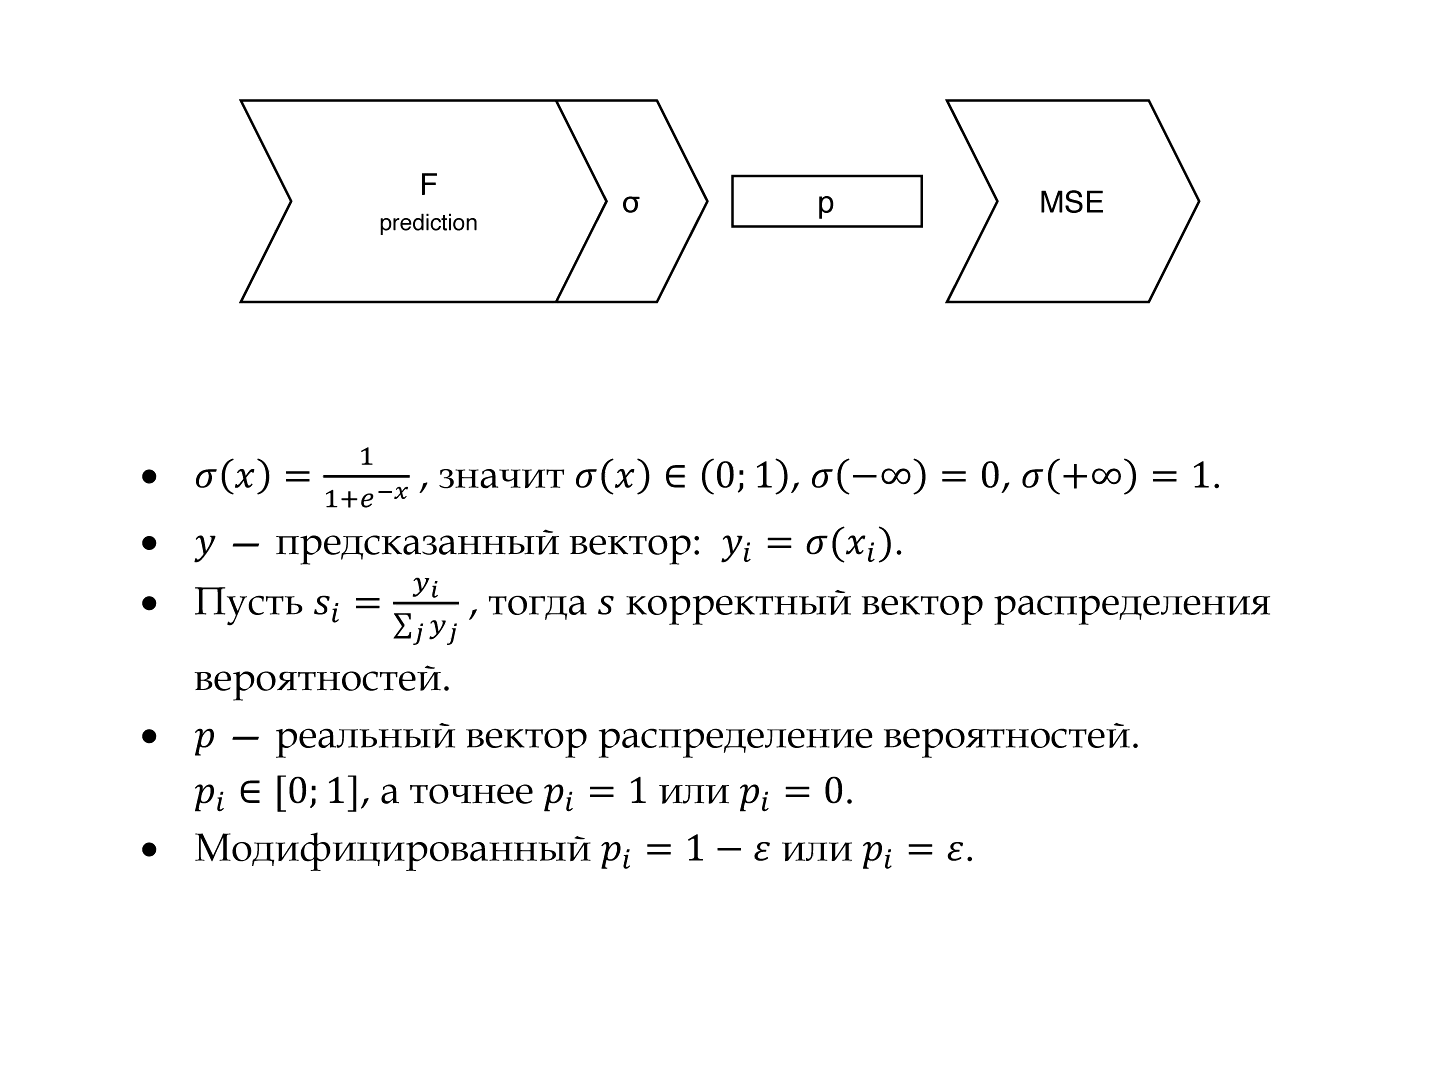 F
prediction
σ
p
MSE
• σ(x) = 1/(1+e^{−x}) , значит σ(x) ∈ (0; 1), σ(−∞) = 0, σ(+∞) = 1.
• y — предсказанный вектор: y_i = σ(x_i).
• Пусть s_i = y_i/∑_j y_j , тогда s корректный вектор распределения
вероятностей.
• p — реальный вектор распределение вероятностей.
p_i ∈ [0; 1], а точнее p_i = 1 или p_i = 0.
• Модифицированный p_i = 1 − ε или p_i = ε.